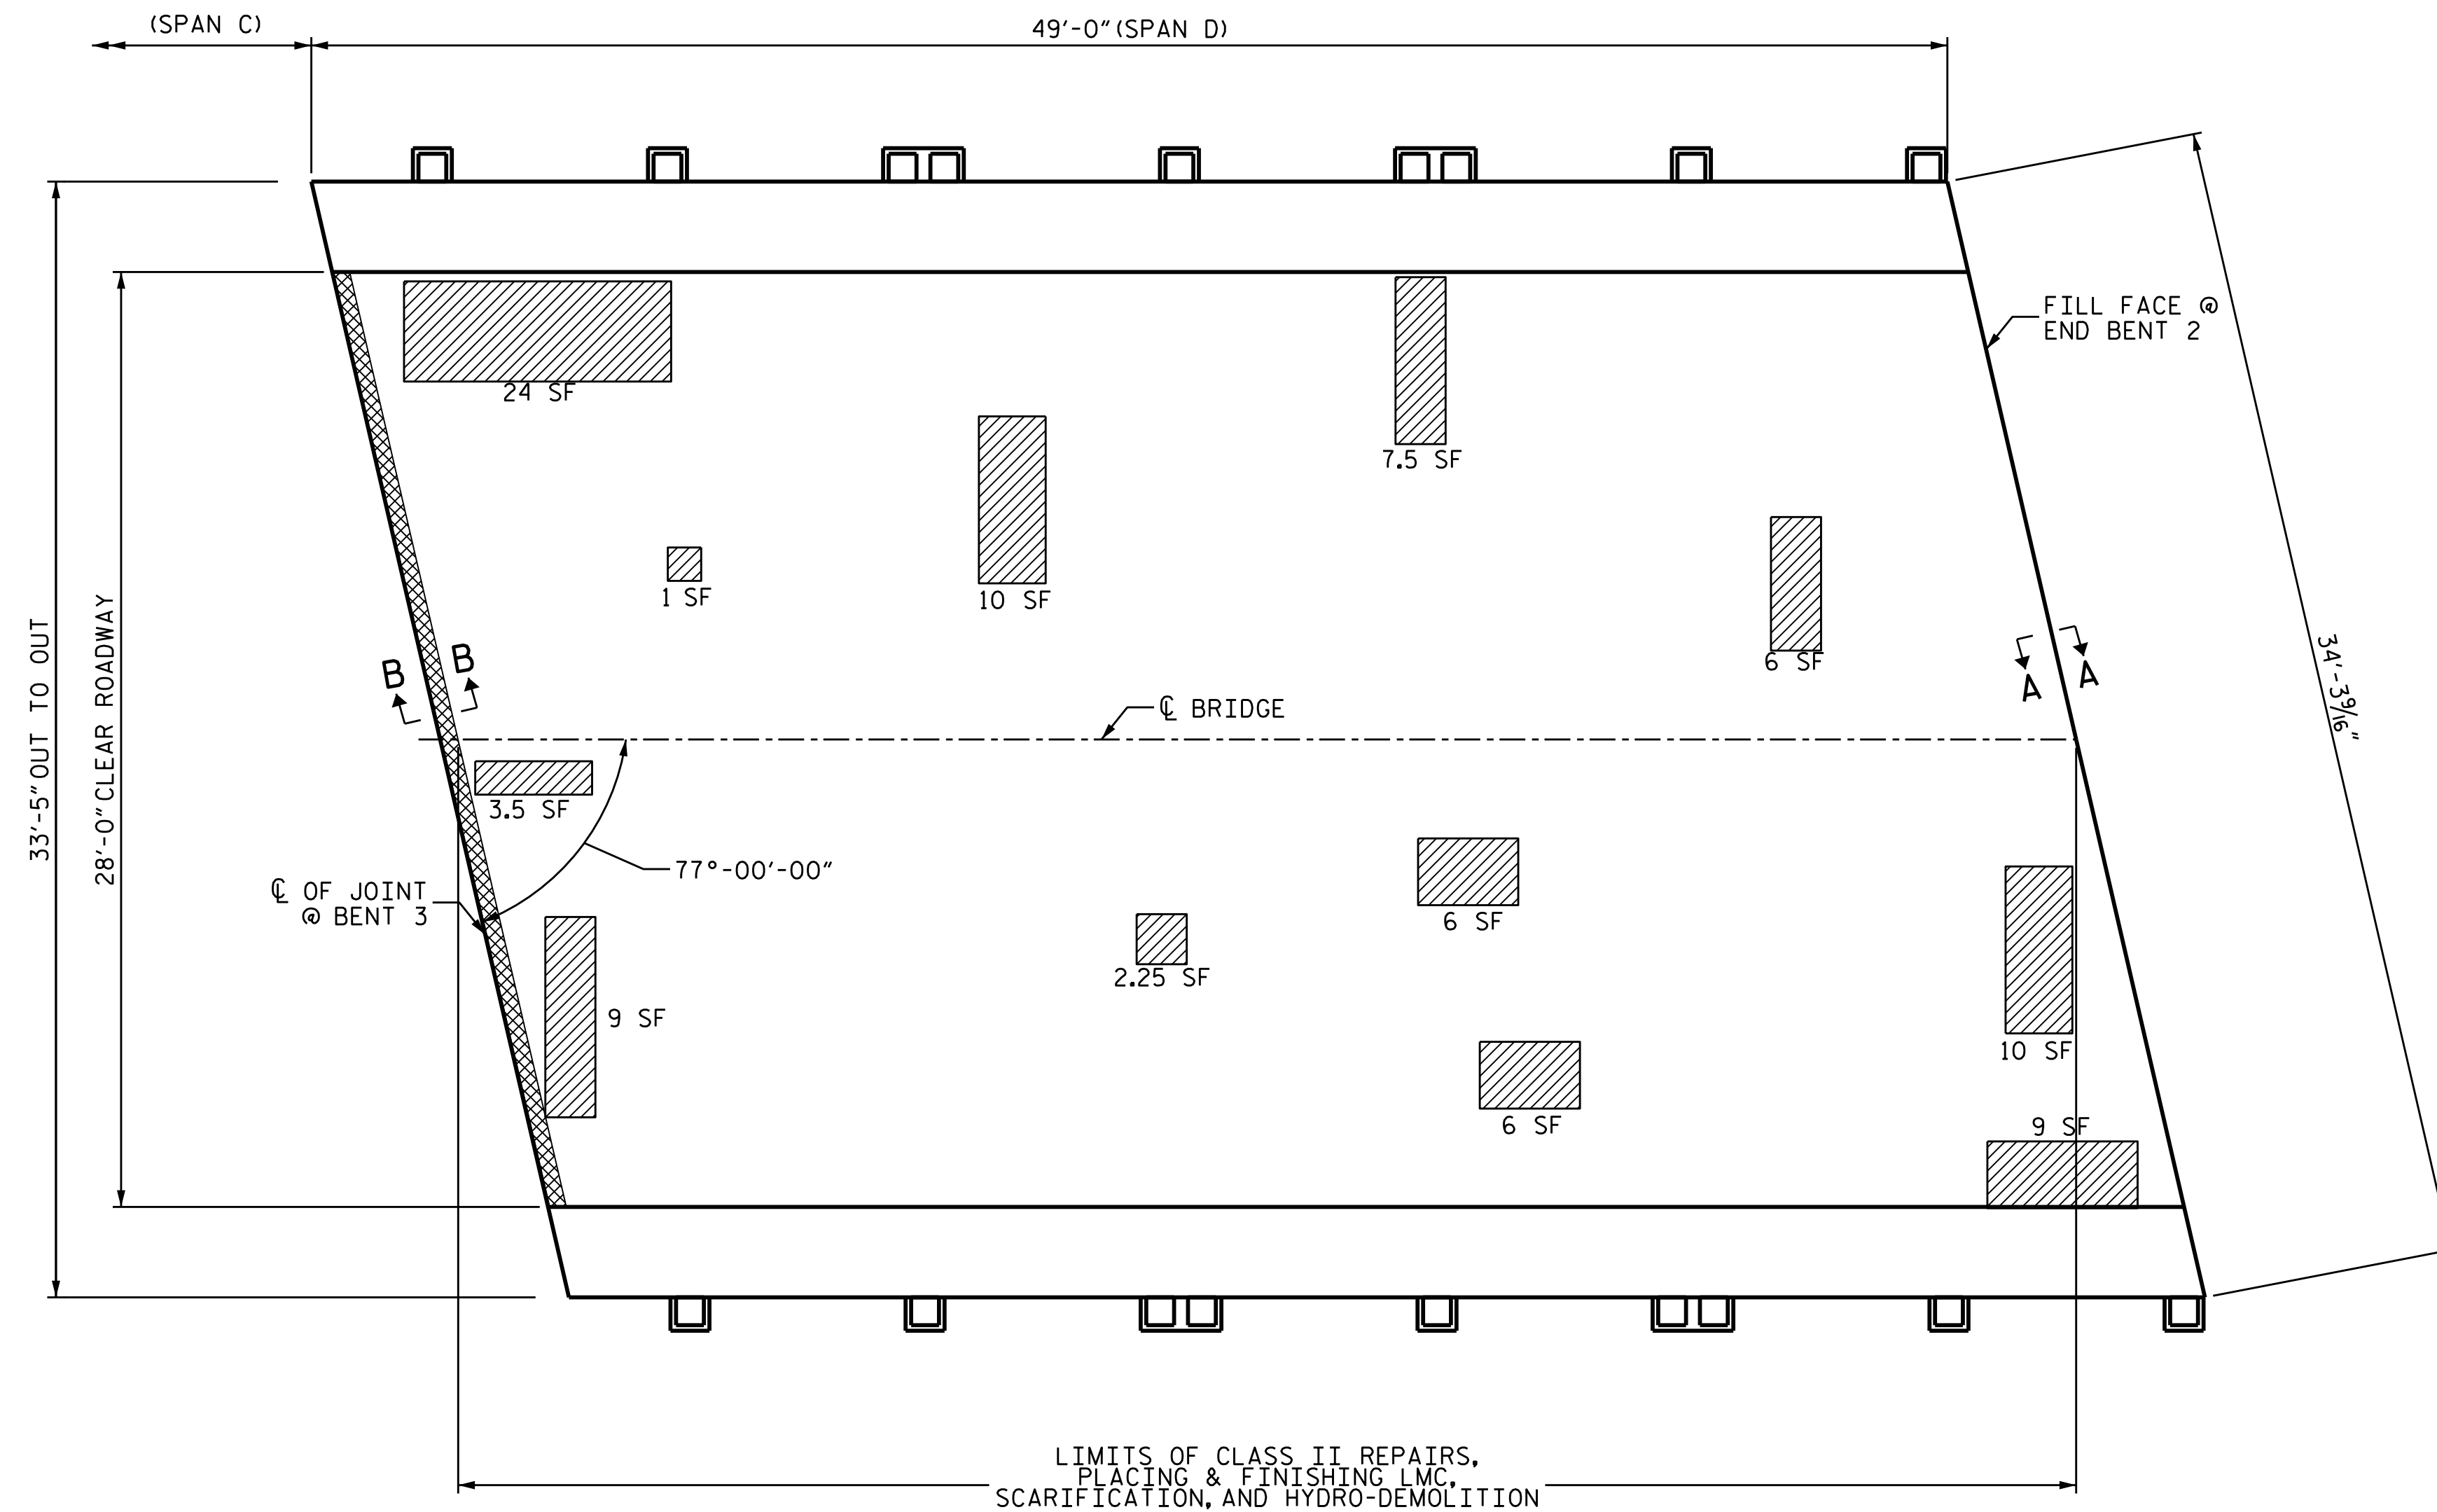 (SPAN C)
49'-0" (SPAN D)
FILL FACE @
END BENT 2
24 SF
7.5 SF
1 SF
10 SF
6 SF
33'-5" OUT TO OUT
28'-0" CLEAR ROADWAY
34'-3 9/16"
B
B
A
A
℄ BRIDGE
3.5 SF
77°-00'-00"
℄ OF JOINT
@ BENT 3
6 SF
2.25 SF
9 SF
10 SF
6 SF
9 SF
LIMITS OF CLASS II REPAIRS,
PLACING & FINISHING LMC,
SCARIFICATION, AND HYDRO-DEMOLITION